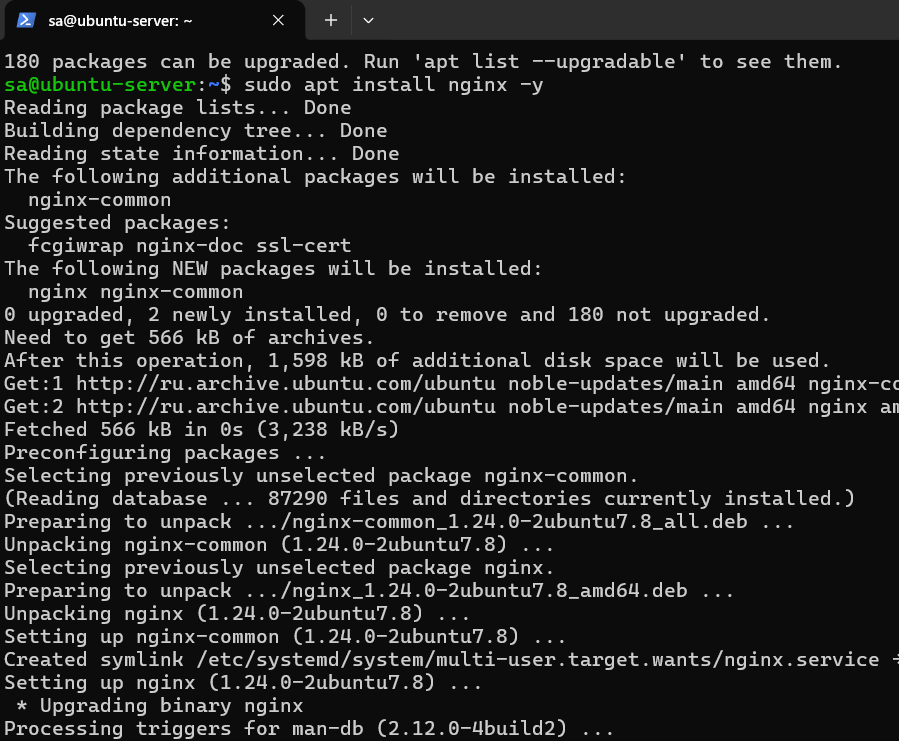 sa@ubuntu-server: ~
180 packages can be upgraded. Run 'apt list --upgradable' to see them.
sa@ubuntu-server:~$ sudo apt install nginx -y
Reading package lists... Done
Building dependency tree... Done
Reading state information... Done
The following additional packages will be installed:
  nginx-common
Suggested packages:
  fcgiwrap nginx-doc ssl-cert
The following NEW packages will be installed:
  nginx nginx-common
0 upgraded, 2 newly installed, 0 to remove and 180 not upgraded.
Need to get 566 kB of archives.
After this operation, 1,598 kB of additional disk space will be used.
Get:1 http://ru.archive.ubuntu.com/ubuntu noble-updates/main amd64 nginx-co
Get:2 http://ru.archive.ubuntu.com/ubuntu noble-updates/main amd64 nginx am
Fetched 566 kB in 0s (3,238 kB/s)
Preconfiguring packages ...
Selecting previously unselected package nginx-common.
(Reading database ... 87290 files and directories currently installed.)
Preparing to unpack .../nginx-common_1.24.0-2ubuntu7.8_all.deb ...
Unpacking nginx-common (1.24.0-2ubuntu7.8) ...
Selecting previously unselected package nginx.
Preparing to unpack .../nginx_1.24.0-2ubuntu7.8_amd64.deb ...
Unpacking nginx (1.24.0-2ubuntu7.8) ...
Setting up nginx-common (1.24.0-2ubuntu7.8) ...
Created symlink /etc/systemd/system/multi-user.target.wants/nginx.service →
Setting up nginx (1.24.0-2ubuntu7.8) ...
 * Upgrading binary nginx
Processing triggers for man-db (2.12.0-4build2) ...